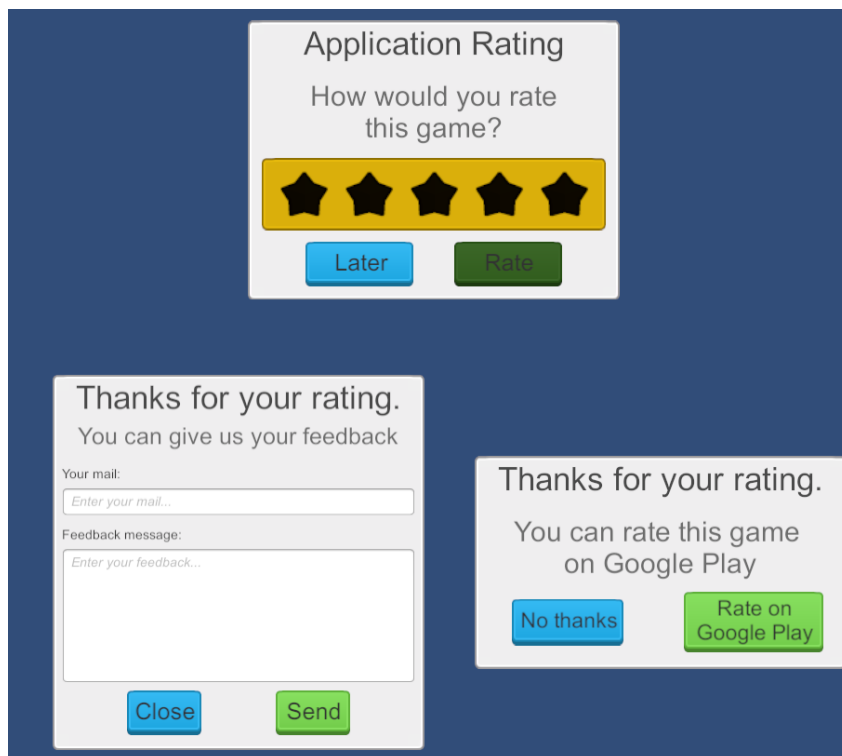 Application Rating
How would you rate
this game?
Later
Rate
Thanks for your rating.
You can give us your feedback
Your mail:
Enter your mail...
Feedback message:
Enter your feedback...
Close
Send
Thanks for your rating.
You can rate this game
on Google Play
No thanks
Rate on
Google Play